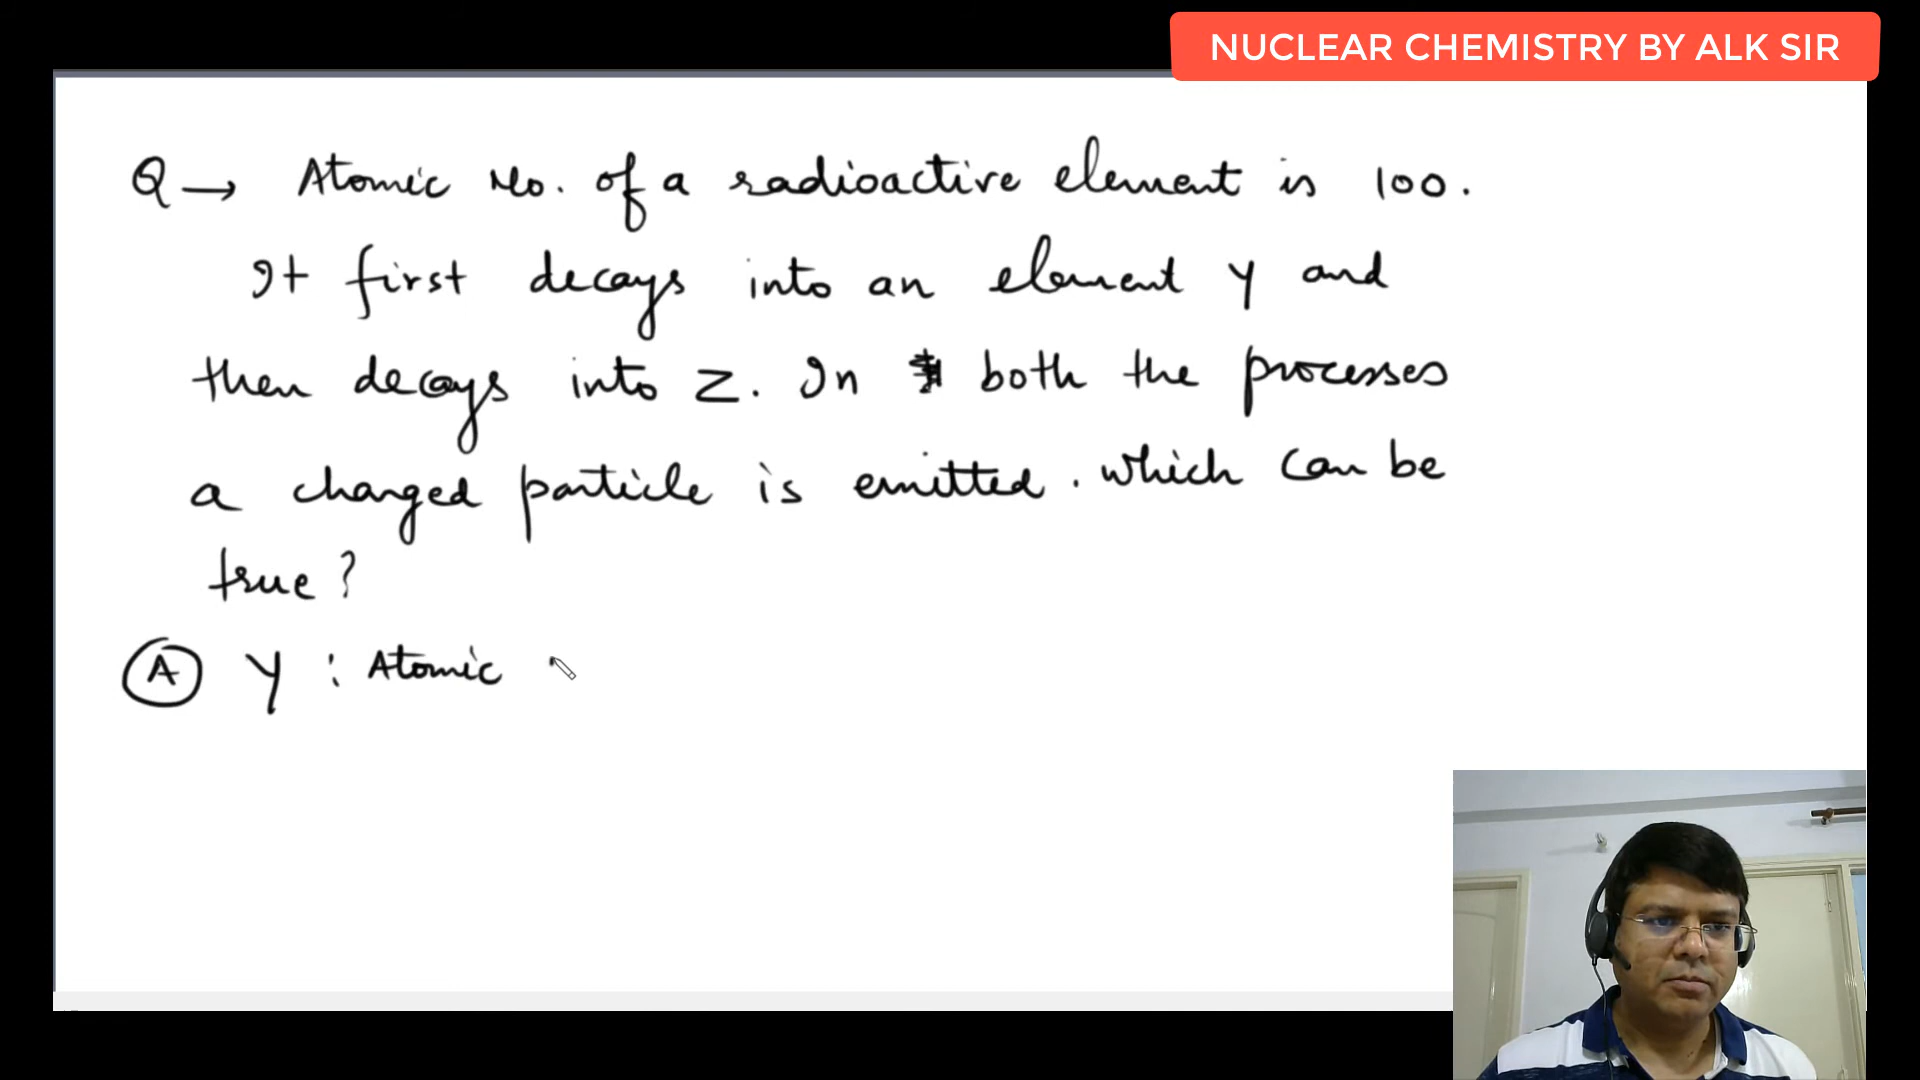 NUCLEAR CHEMISTRY BY ALK SIR
Q → Atomic No. of a radioactive element is 100.
It first decays into an element Y and
then decays into Z. In both the processes
a charged particle is emitted. which can be
true?
A Y : Atomic